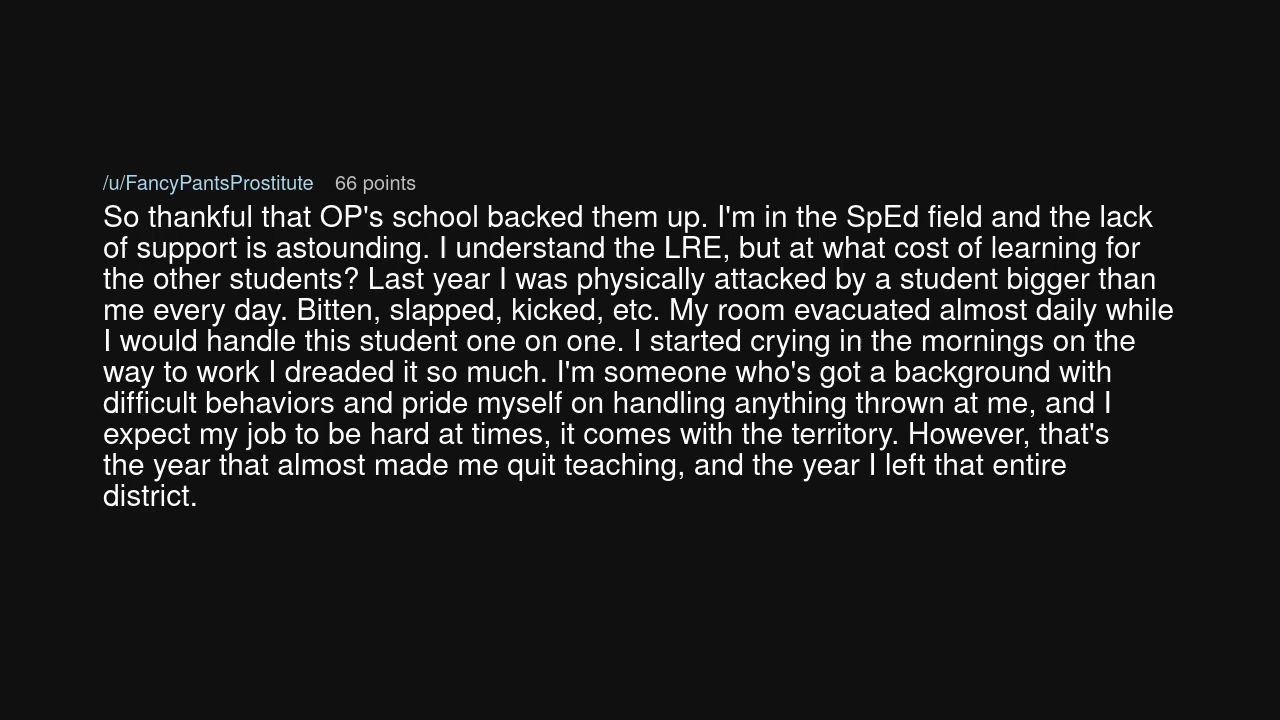 /u/FancyPantsProstitute 66 points
So thankful that OP's school backed them up. I'm in the SpEd field and the lack
of support is astounding. I understand the LRE, but at what cost of learning for
the other students? Last year I was physically attacked by a student bigger than
me every day. Bitten, slapped, kicked, etc. My room evacuated almost daily while
I would handle this student one on one. I started crying in the mornings on the
way to work I dreaded it so much. I'm someone who's got a background with
difficult behaviors and pride myself on handling anything thrown at me, and I
expect my job to be hard at times, it comes with the territory. However, that's
the year that almost made me quit teaching, and the year I left that entire
district.